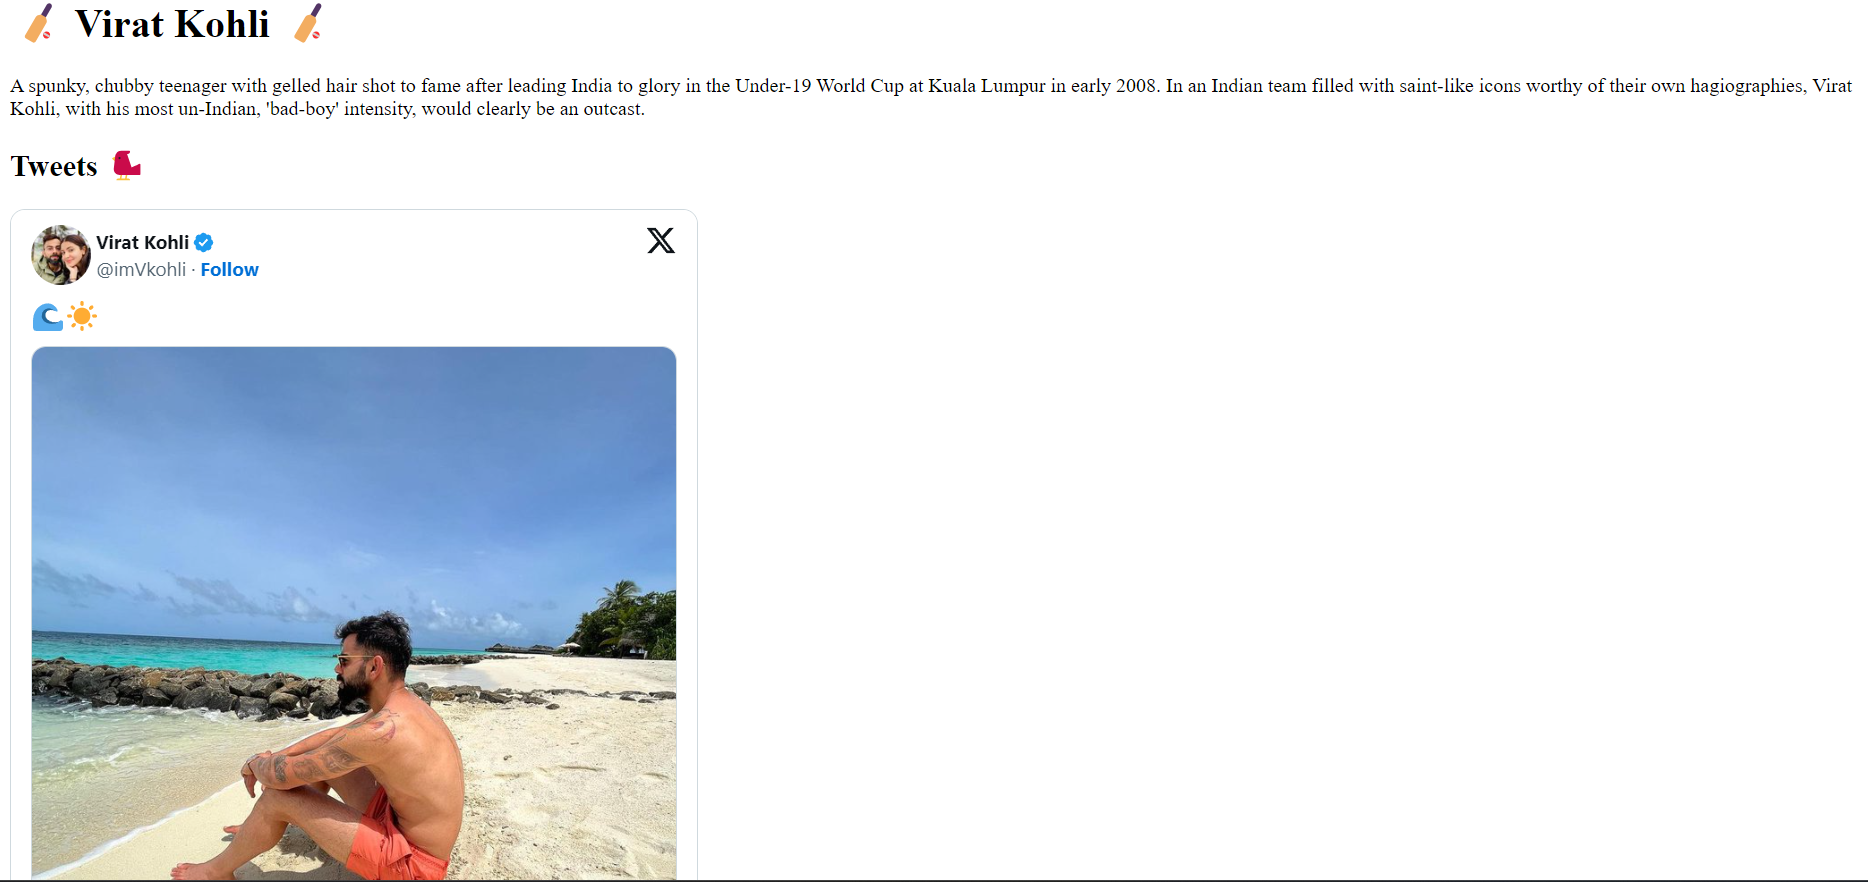 Virat Kohli
A spunky, chubby teenager with gelled hair shot to fame after leading India to glory in the Under-19 World Cup at Kuala Lumpur in early 2008. In an Indian team filled with saint-like icons worthy of their own hagiographies, Virat
Kohli, with his most un-Indian, 'bad-boy' intensity, would clearly be an outcast.
Tweets
Virat Kohli
@imVkohli · Follow